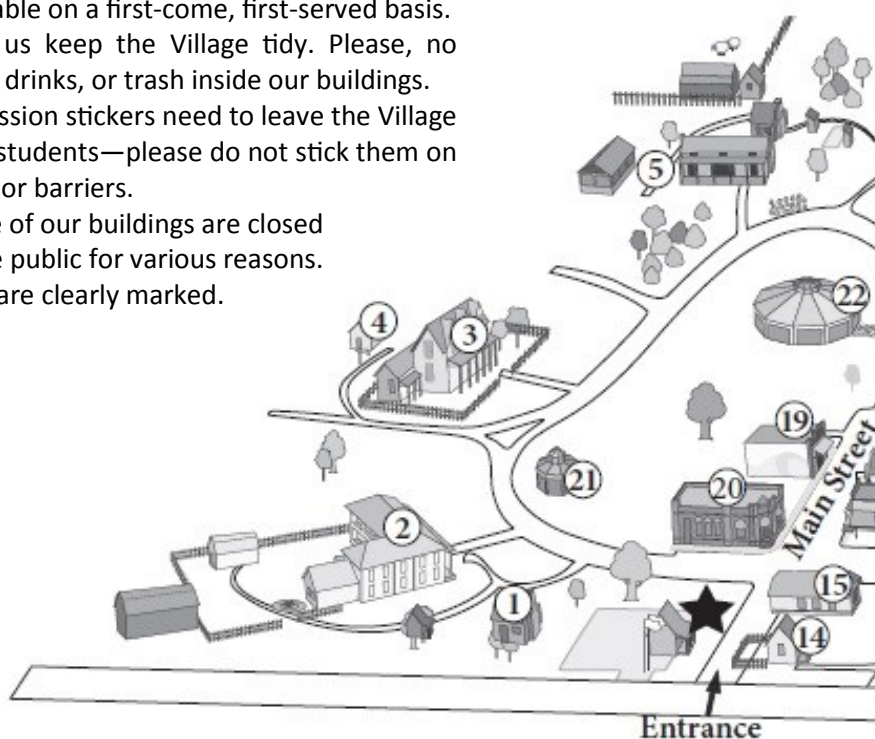 able on a first-come, first-served basis.
us keep the Village tidy. Please, no
drinks, or trash inside our buildings.
ssion stickers need to leave the Village
students—please do not stick them on
or barriers.
e of our buildings are closed
e public for various reasons.
are clearly marked.
5
22
4
3
19
21
20
Main Street
2
15
1
14
Entrance